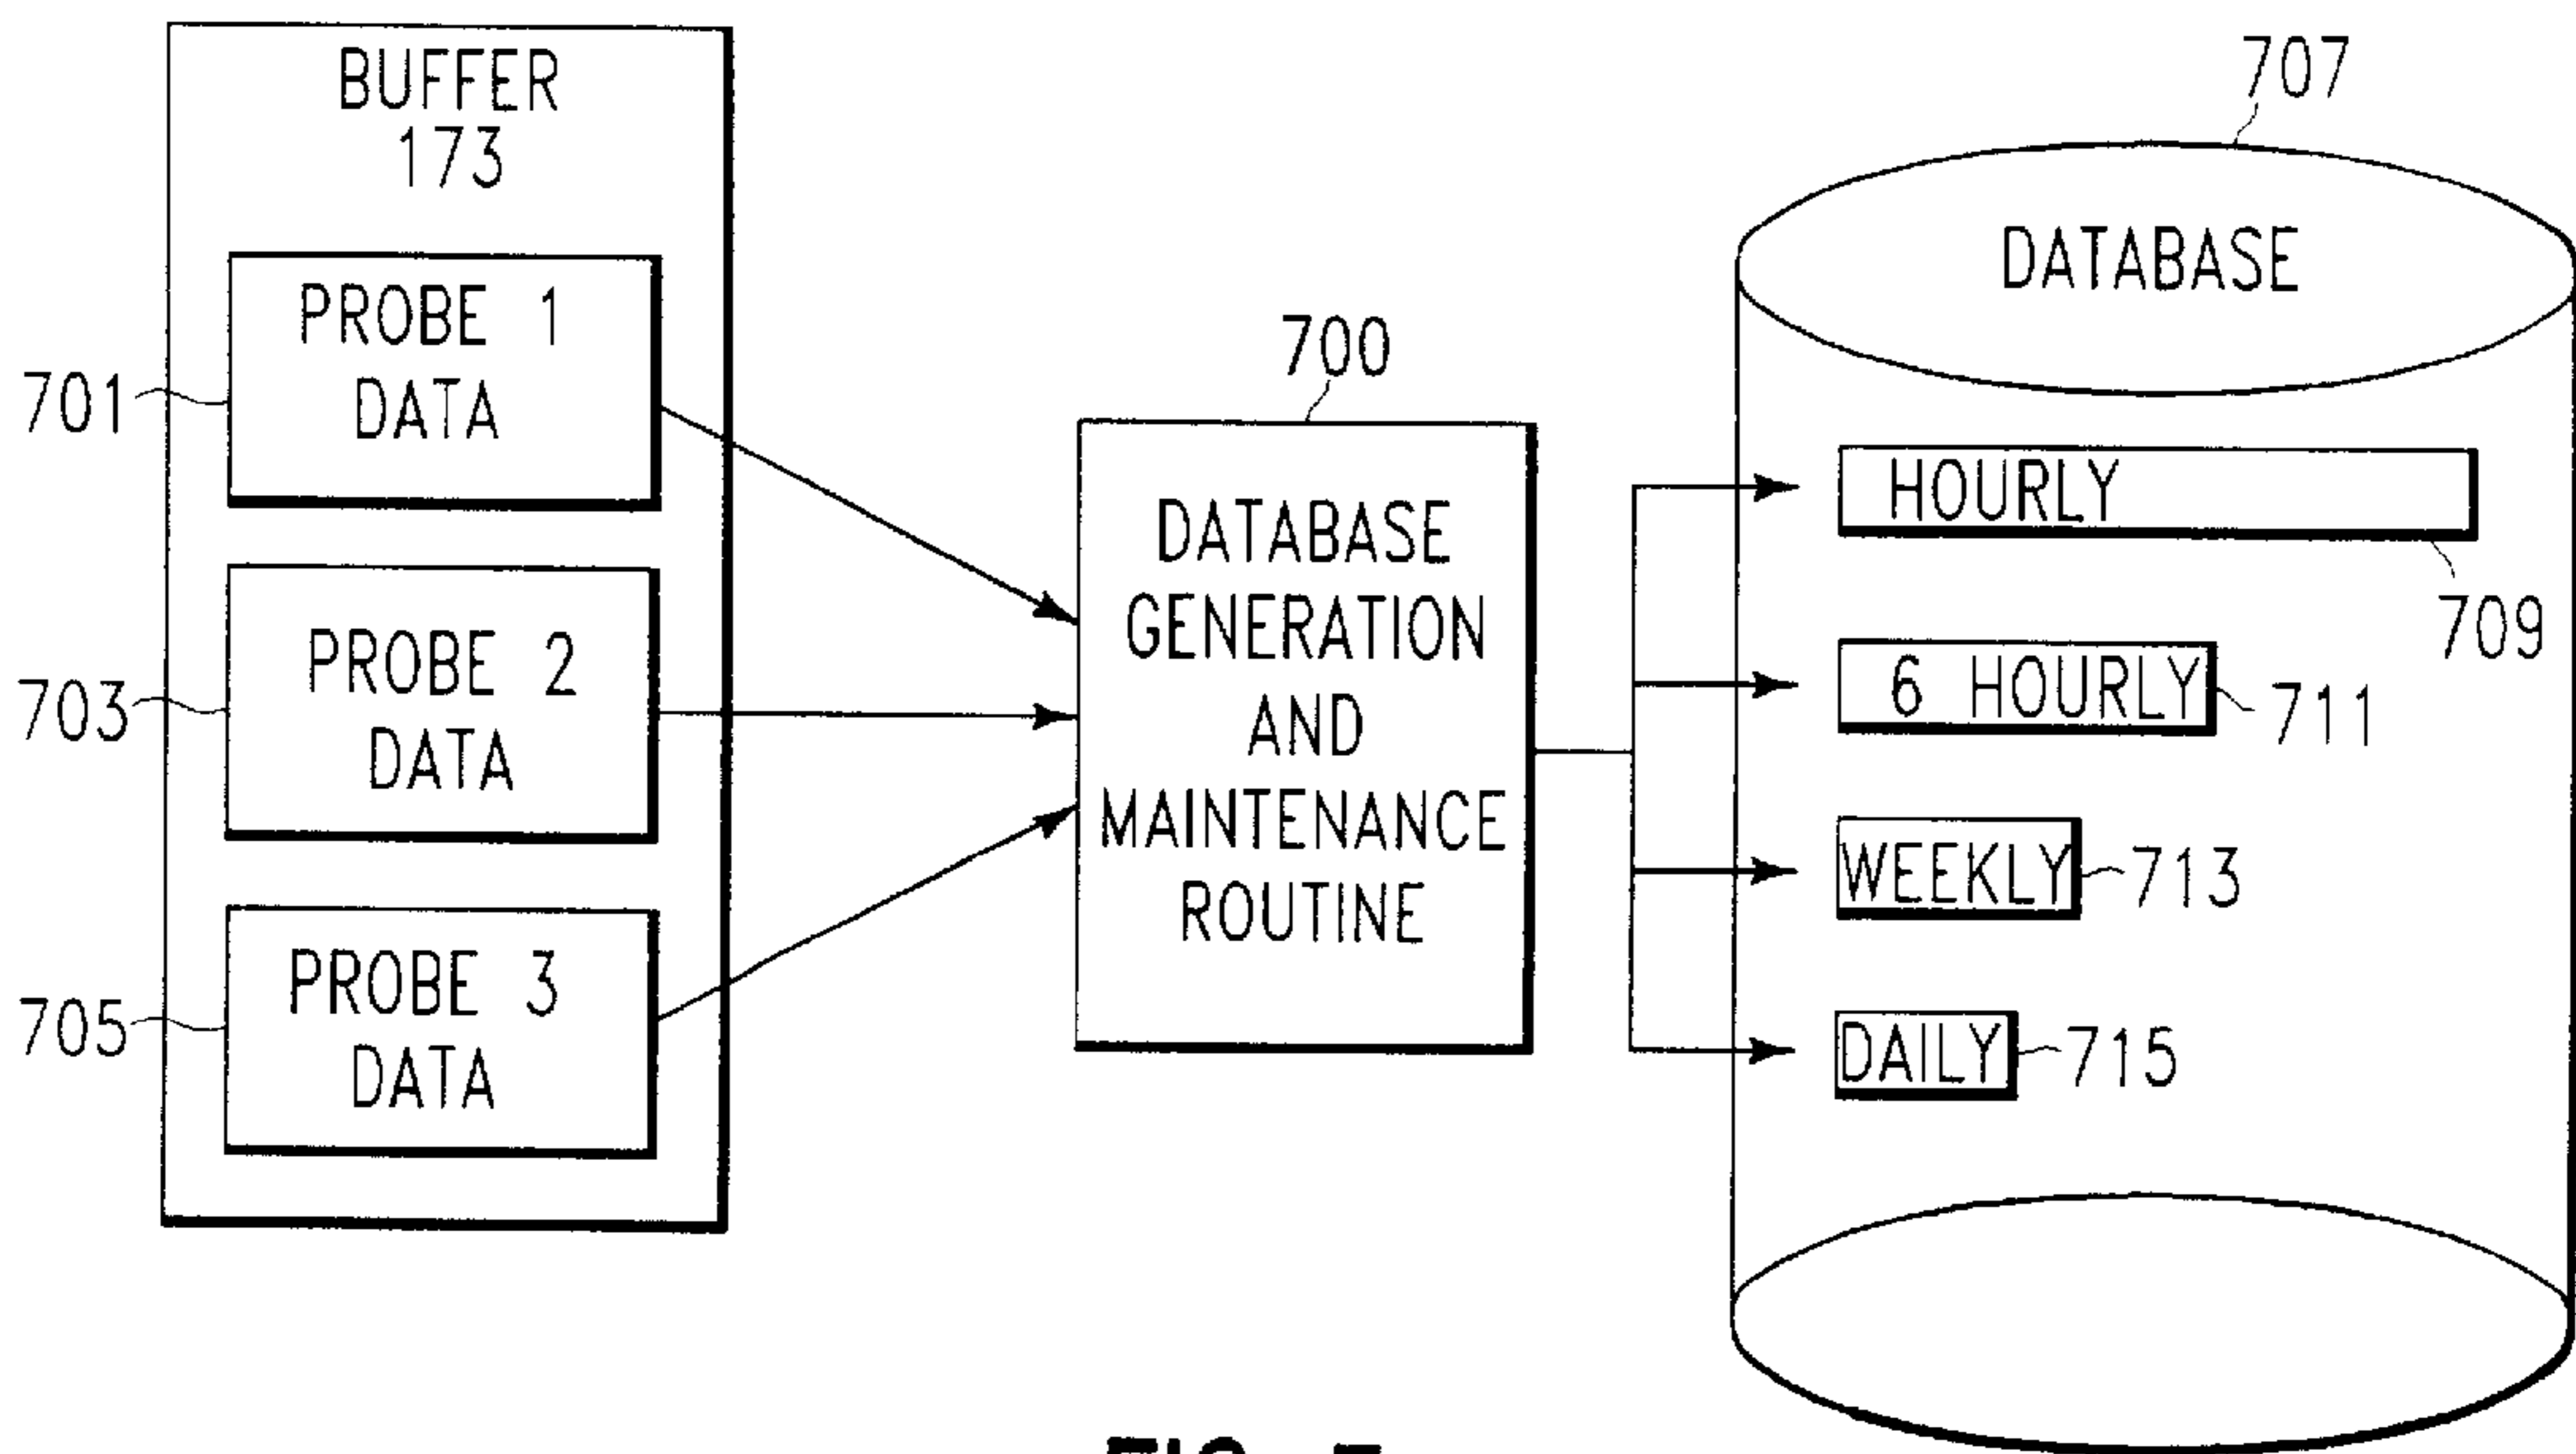 BUFFER
173
PROBE 1
DATA
701
PROBE 2
DATA
703
PROBE 3
DATA
705
700
DATABASE
GENERATION
AND
MAINTENANCE
ROUTINE
707
DATABASE
HOURLY
709
6 HOURLY
711
WEEKLY
713
DAILY
715